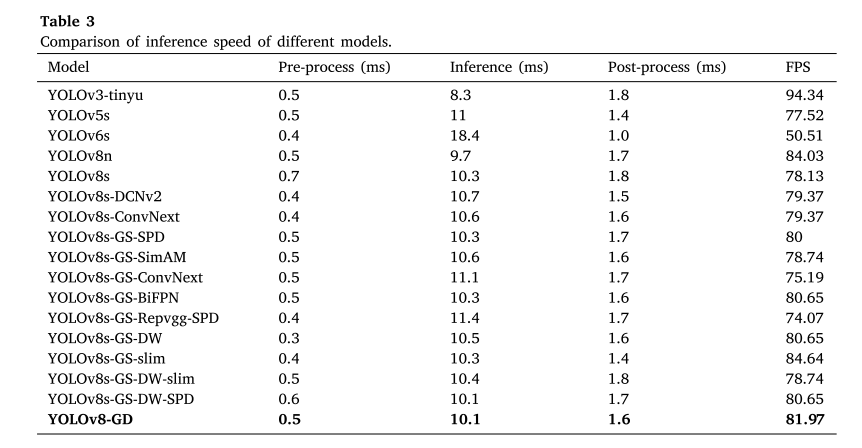 Table 3
Comparison of inference speed of different models.
Model Pre-process (ms) Inference (ms) Post-process (ms) FPS
YOLOv3-tinyu 0.5 8.3 1.8 94.34
YOLOv5s 0.5 11 1.4 77.52
YOLOv6s 0.4 18.4 1.0 50.51
YOLOv8n 0.5 9.7 1.7 84.03
YOLOv8s 0.7 10.3 1.8 78.13
YOLOv8s-DCNv2 0.4 10.7 1.5 79.37
YOLOv8s-ConvNext 0.4 10.6 1.6 79.37
YOLOv8s-GS-SPD 0.5 10.3 1.7 80
YOLOv8s-GS-SimAM 0.5 10.6 1.6 78.74
YOLOv8s-GS-ConvNext 0.5 11.1 1.7 75.19
YOLOv8s-GS-BiFPN 0.5 10.3 1.6 80.65
YOLOv8s-GS-Repvgg-SPD 0.4 11.4 1.7 74.07
YOLOv8s-GS-DW 0.3 10.5 1.6 80.65
YOLOv8s-GS-slim 0.4 10.3 1.4 84.64
YOLOv8s-GS-DW-slim 0.5 10.4 1.8 78.74
YOLOv8s-GS-DW-SPD 0.6 10.1 1.7 80.65
YOLOv8-GD 0.5 10.1 1.6 81.97